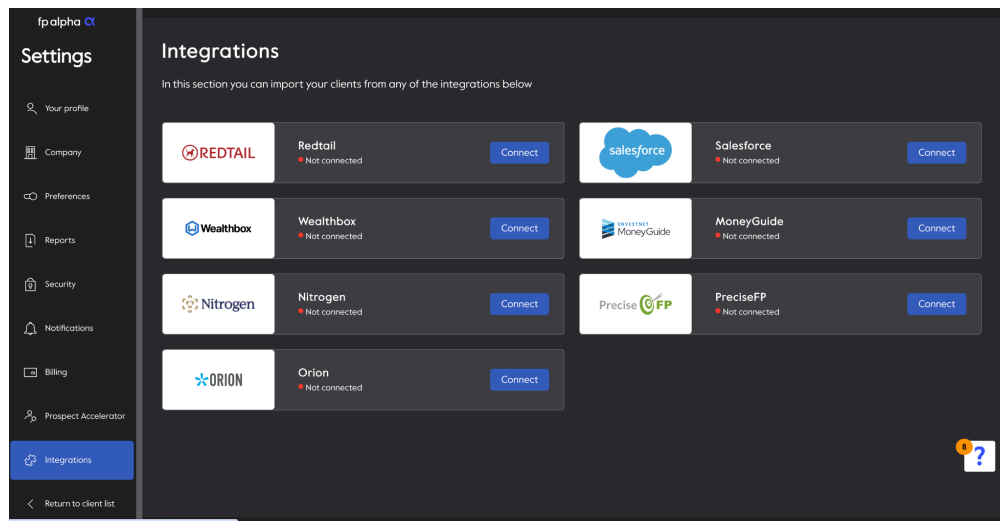 fp alpha
Settings
Your profile
Company
Preferences
Reports
Security
Notifications
Billing
Prospect Accelerator
Integrations
Return to client list
Integrations
In this section you can import your clients from any of the integrations below
REDTAIL
Redtail
Not connected
Connect
salesforce
Salesforce
Not connected
Connect
Wealthbox
Wealthbox
Not connected
Connect
ENVESTNET
MoneyGuide
MoneyGuide
Not connected
Connect
Nitrogen
Nitrogen
Not connected
Connect
Precise FP
PreciseFP
Not connected
Connect
ORION
Orion
Not connected
Connect
8
?